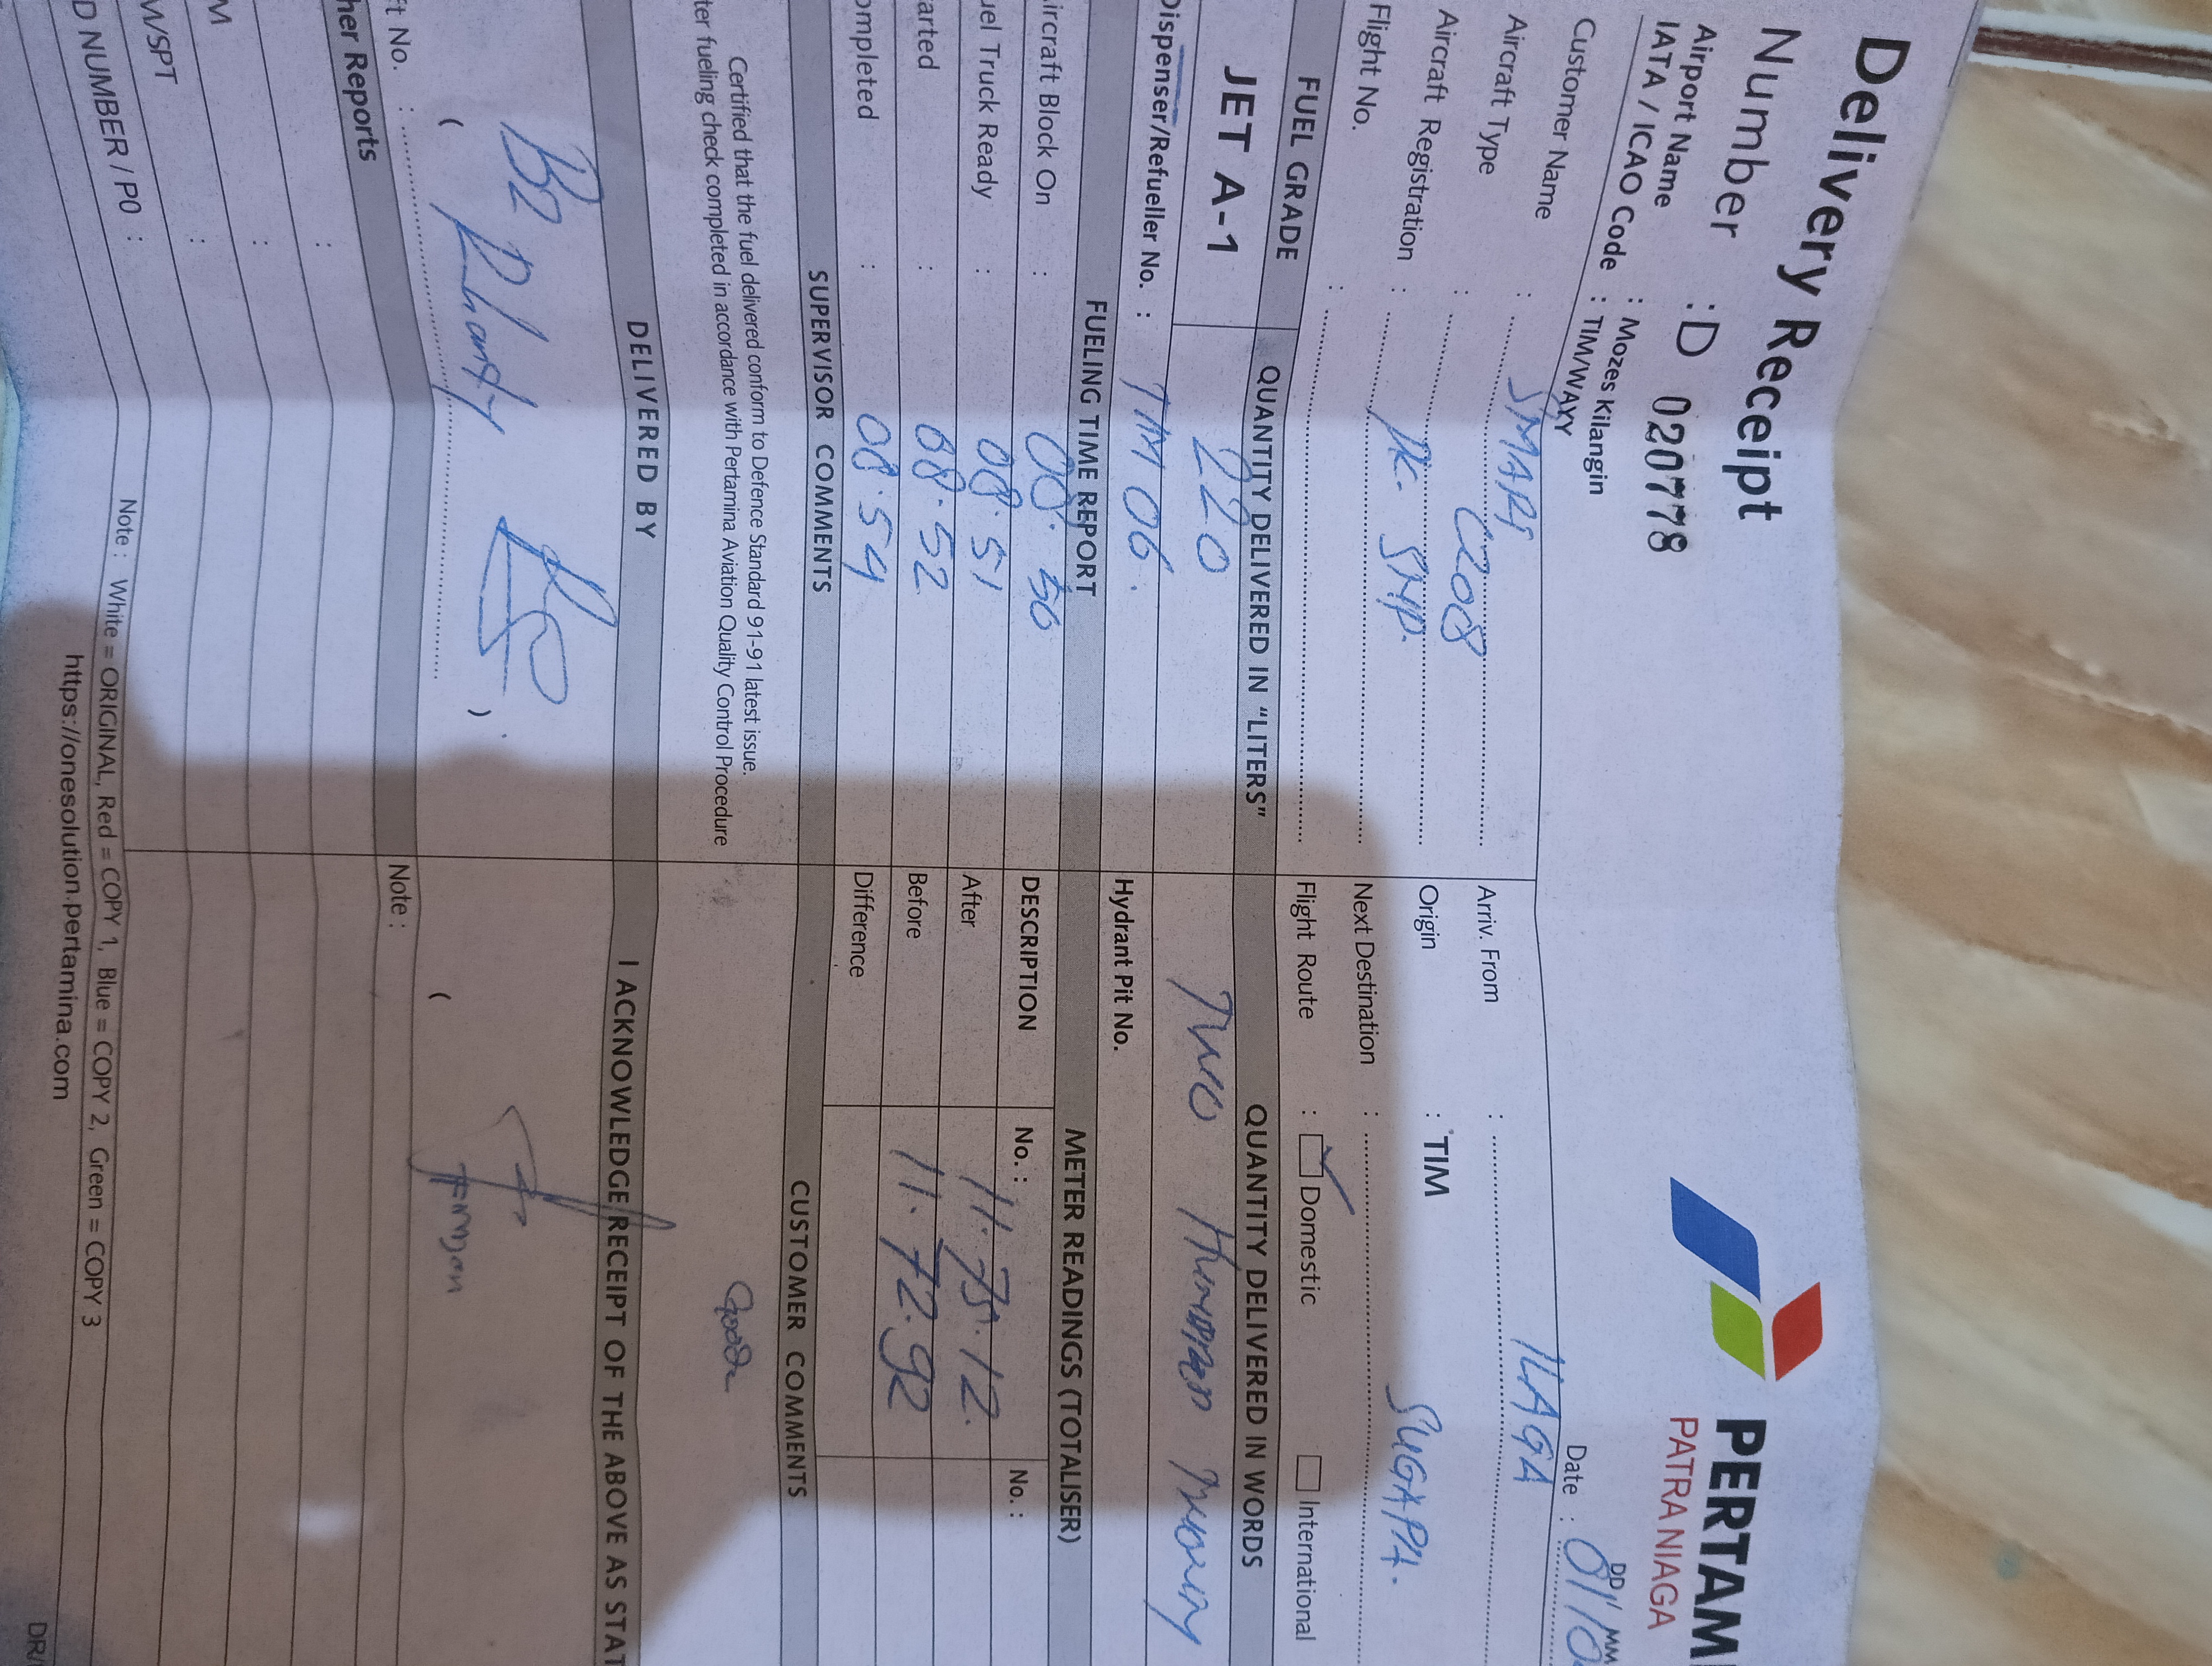 Delivery Receipt
PERTAM
PATRA NIAGA
Number : D 020778
Airport Name : Mozes Kilangin
IATA / ICAO Code : TIM/WAXY
DD MM
Date : 01/0
Customer Name : SMART
Arriv. From : ILAGA
Aircraft Type : C208
Origin : TIM
Aircraft Registration : PK. SNP.
Next Destination : SUGAPA.
Flight No. :
Flight Route : Domestic International
FUEL GRADE QUANTITY DELIVERED IN "LITERS" QUANTITY DELIVERED IN WORDS
JET A-1 220 TWO HUNDRED TWENTY
Dispenser/Refueller No. : TIM 06. Hydrant Pit No.
FUELING TIME REPORT METER READINGS (TOTALISER)
ircraft Block On : 08.50 DESCRIPTION No. : No. :
uel Truck Ready : 08.51 After 11.75.12.
arted : 08.52 Before 11.72.92
ompleted : 08.54 Difference
SUPERVISOR COMMENTS CUSTOMER COMMENTS
Certified that the fuel delivered conform to Defence Standard 91-91 latest issue.
ter fueling check completed in accordance with Pertamina Aviation Quality Control Procedure
Good
DELIVERED BY I ACKNOWLEDGE RECEIPT OF THE ABOVE AS STAT
( ) (
Firman
ft No. : Note :
her Reports
:
M :
W/SPT :
D NUMBER / PO :
Note : White = ORIGINAL, Red = COPY 1, Blue = COPY 2, Green = COPY 3
https://onesolution.pertamina.com
DR/